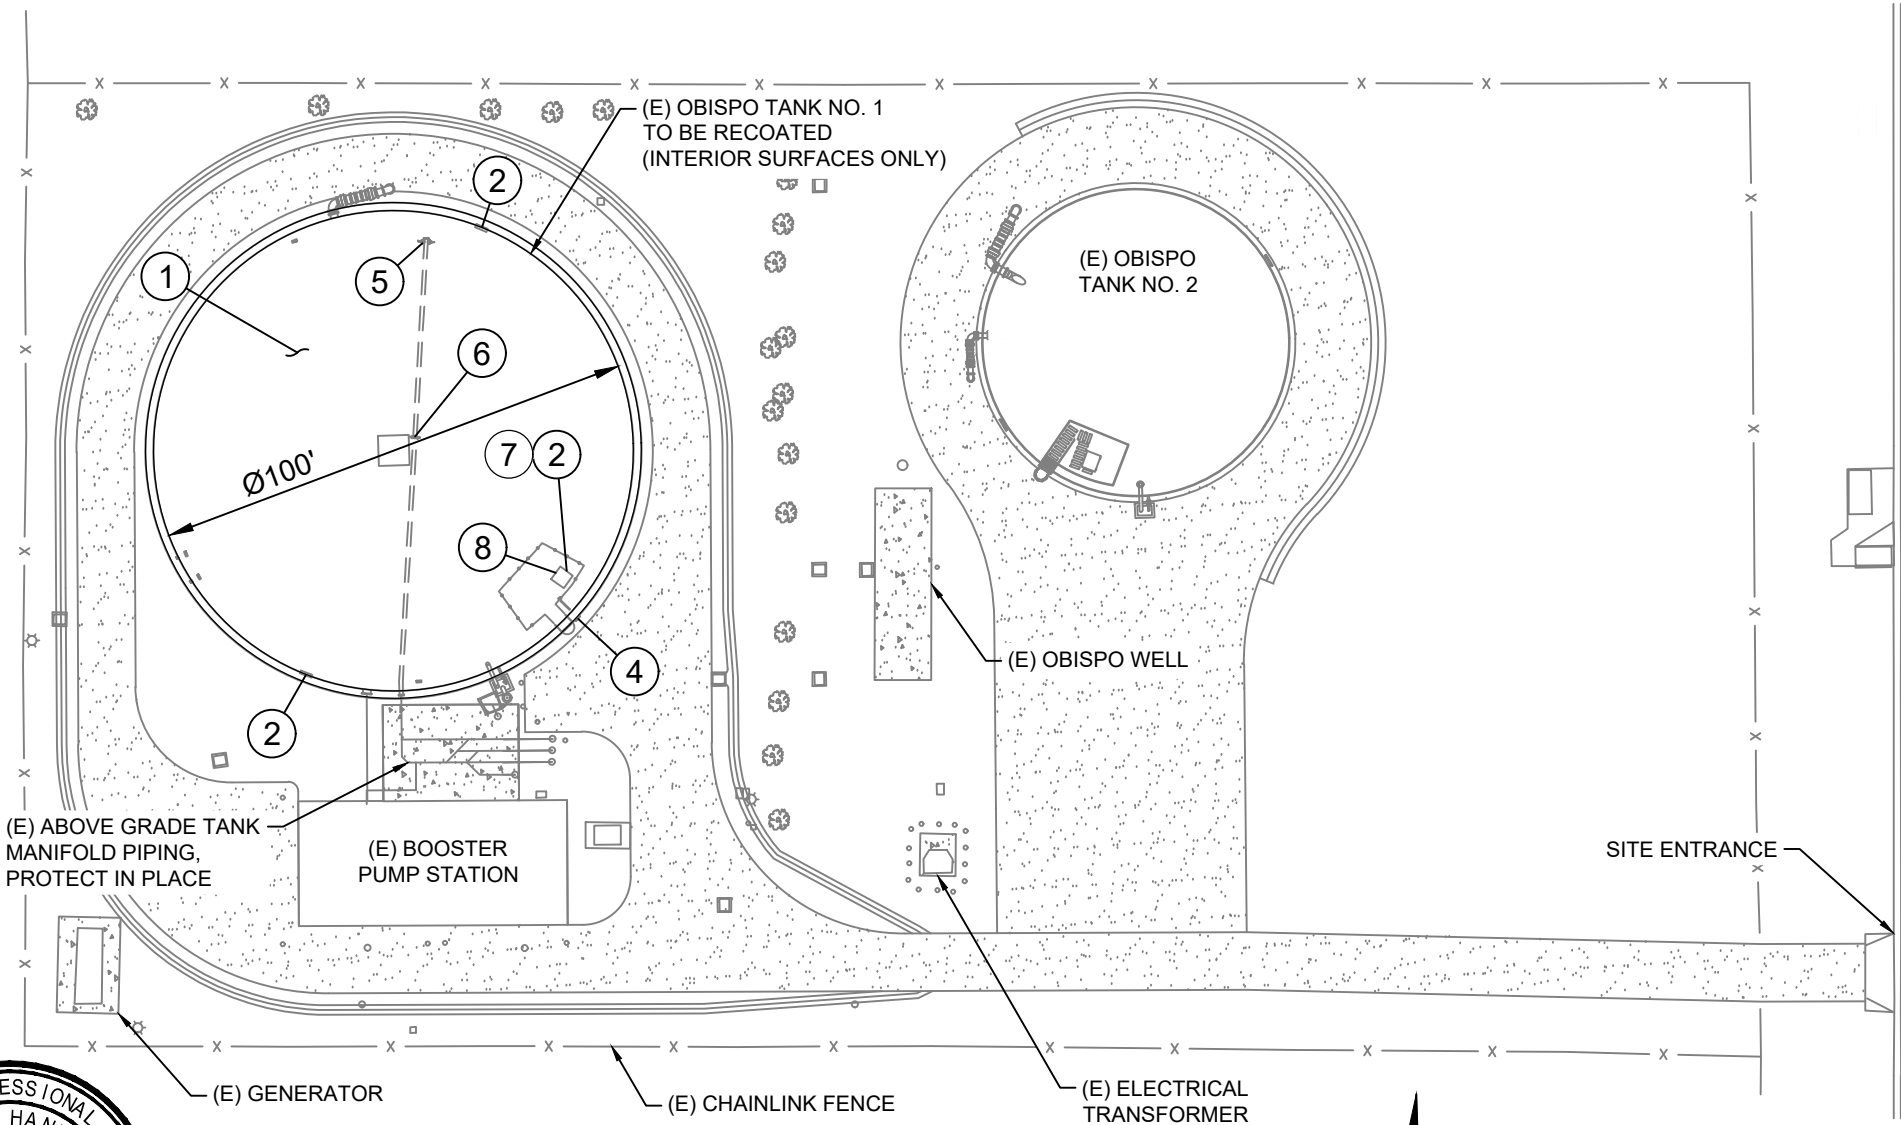 (E) OBISPO TANK NO. 1
TO BE RECOATED
(INTERIOR SURFACES ONLY)
2
1
5
(E) OBISPO
TANK NO. 2
6
Ø100'
7
2
8
(E) OBISPO WELL
4
2
(E) ABOVE GRADE TANK
MANIFOLD PIPING,
PROTECT IN PLACE
(E) BOOSTER
PUMP STATION
SITE ENTRANCE
(E) GENERATOR
(E) CHAINLINK FENCE
(E) ELECTRICAL
TRANSFORMER